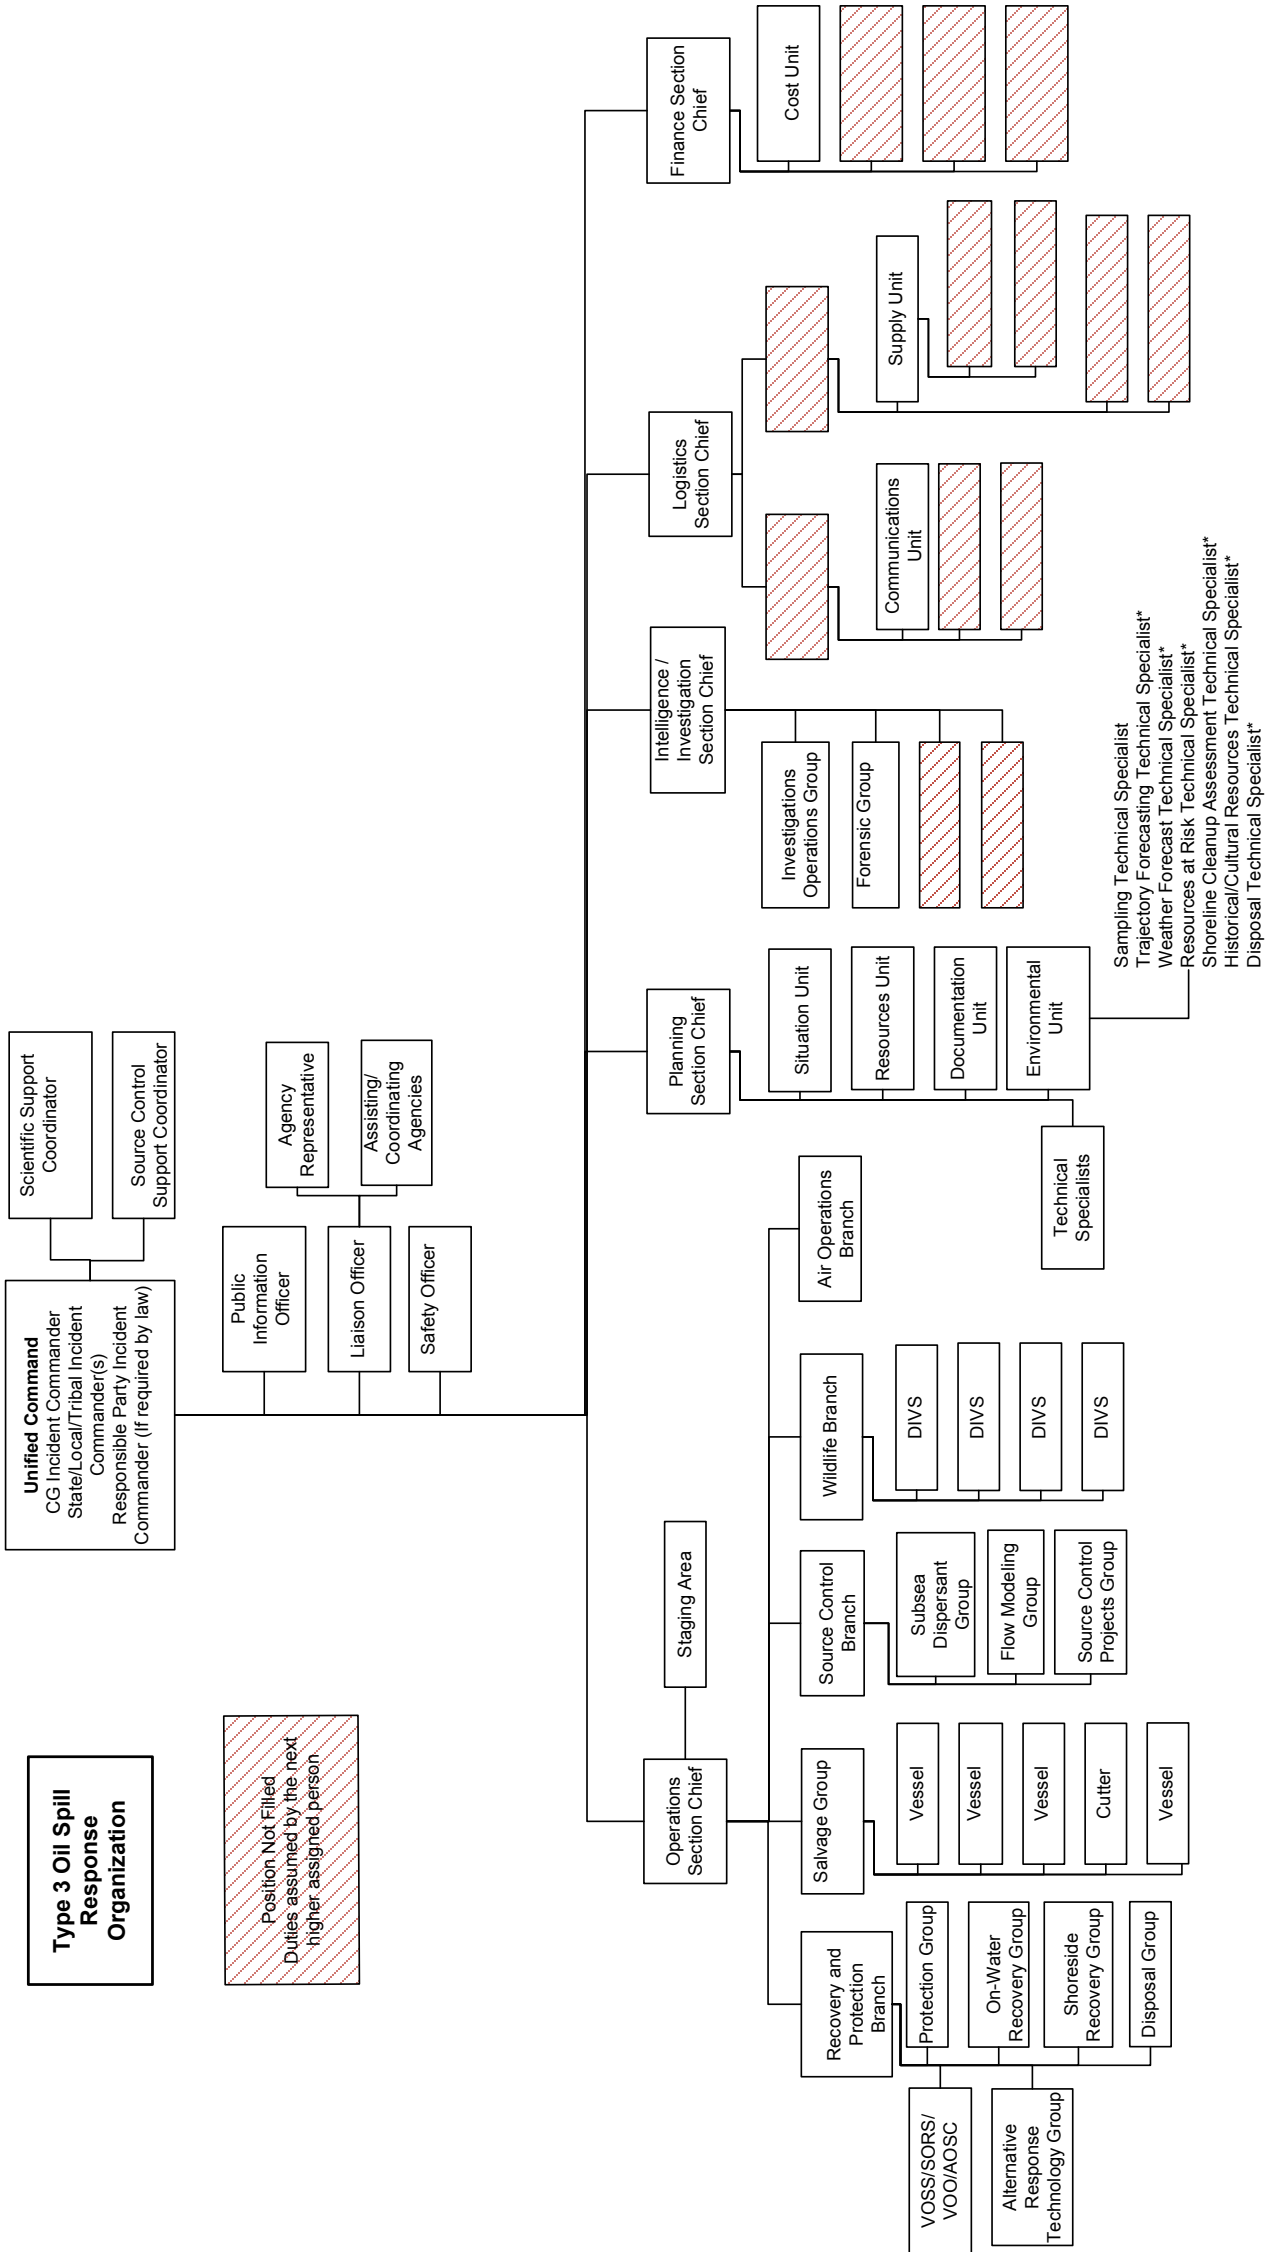 Type 3 Oil Spill
Response
Organization
Position Not Filled
Duties assumed by the next
higher assigned person
Unified Command
CG Incident Commander
State/Local/Tribal Incident
Commander(s)
Responsible Party Incident
Commander (If required by law)
Scientific Support
Coordinator
Source Control
Support Coordinator
Public
Information
Officer
Liaison Officer
Safety Officer
Agency
Representative
Assisting/
Coordinating
Agencies
Operations
Section Chief
Staging Area
Recovery and
Protection
Branch
VOSS/SORS/
VOO/AOSC
Alternative
Response
Technology Group
Protection Group
On-Water
Recovery Group
Shoreside
Recovery Group
Disposal Group
Salvage Group
Vessel
Vessel
Vessel
Cutter
Vessel
Source Control
Branch
Subsea
Dispersant
Group
Flow Modeling
Group
Source Control
Projects Group
Wildlife Branch
DIVS
DIVS
DIVS
DIVS
Air Operations
Branch
Planning
Section Chief
Situation Unit
Resources Unit
Documentation
Unit
Environmental
Unit
Technical
Specialists
Sampling Technical Specialist
Trajectory Forecasting Technical Specialist*
Weather Forecast Technical Specialist*
Resources at Risk Technical Specialist*
Shoreline Cleanup Assessment Technical Specialist*
Historical/Cultural Resources Technical Specialist*
Disposal Technical Specialist*
Intelligence /
Investigation
Section Chief
Investigations
Operations Group
Forensic Group
Logistics
Section Chief
Communications
Unit
Supply Unit
Finance Section
Chief
Cost Unit